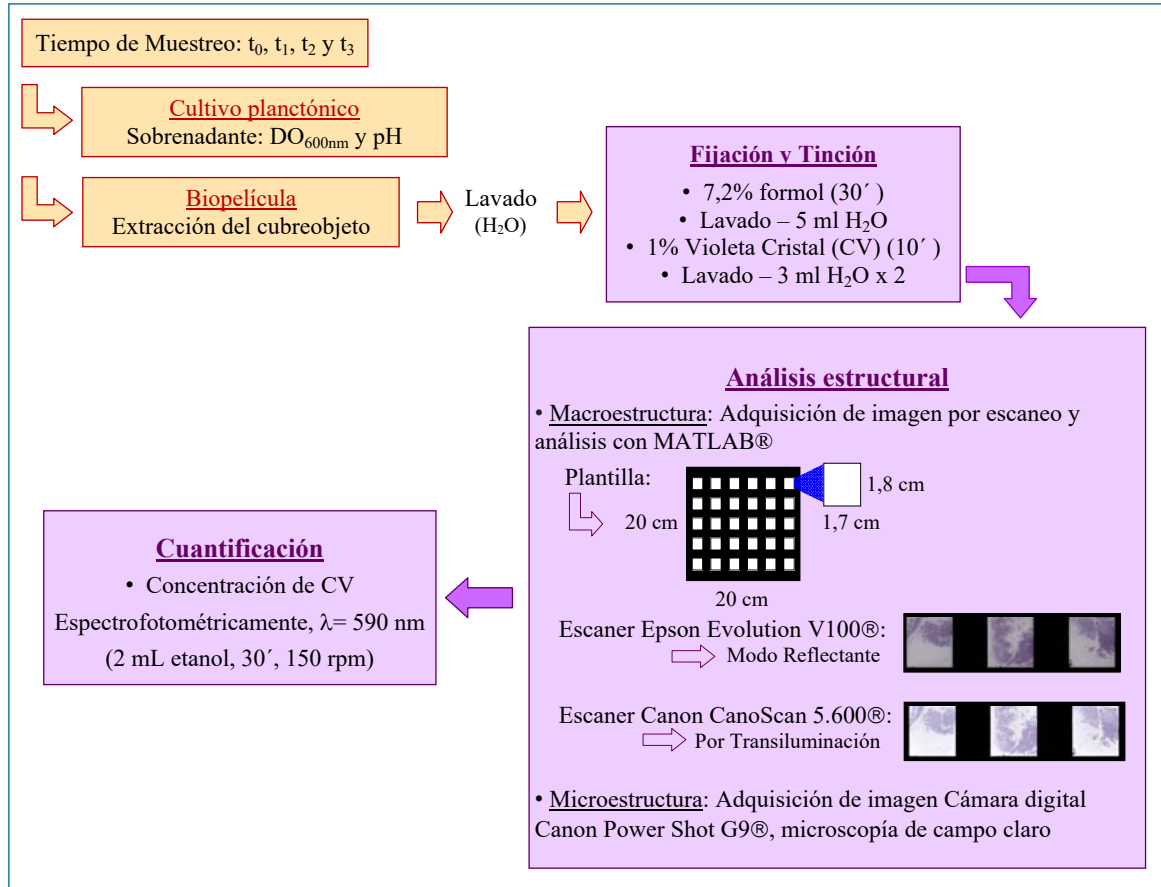 Tiempo de Muestreo: t₀, t₁, t₂ y t₃
Cultivo planctónico
Sobrenadante: DO₆₀₀ₙₘ y pH
Biopelícula
Extracción del cubreobjeto
Lavado
(H₂O)
Fijación y Tinción
• 7,2% formol (30´ )
• Lavado – 5 ml H₂O
• 1% Violeta Cristal (CV) (10´ )
• Lavado – 3 ml H₂O x 2
Análisis estructural
• Macroestructura: Adquisición de imagen por escaneo y
análisis con MATLAB®
Plantilla:
20 cm
1,8 cm
1,7 cm
20 cm
Escaner Epson Evolution V100®:
Modo Reflectante
Escaner Canon CanoScan 5.600®:
Por Transiluminación
• Microestructura: Adquisición de imagen Cámara digital
Canon Power Shot G9®, microscopía de campo claro
Cuantificación
• Concentración de CV
Espectrofotométricamente, λ= 590 nm
(2 mL etanol, 30´, 150 rpm)